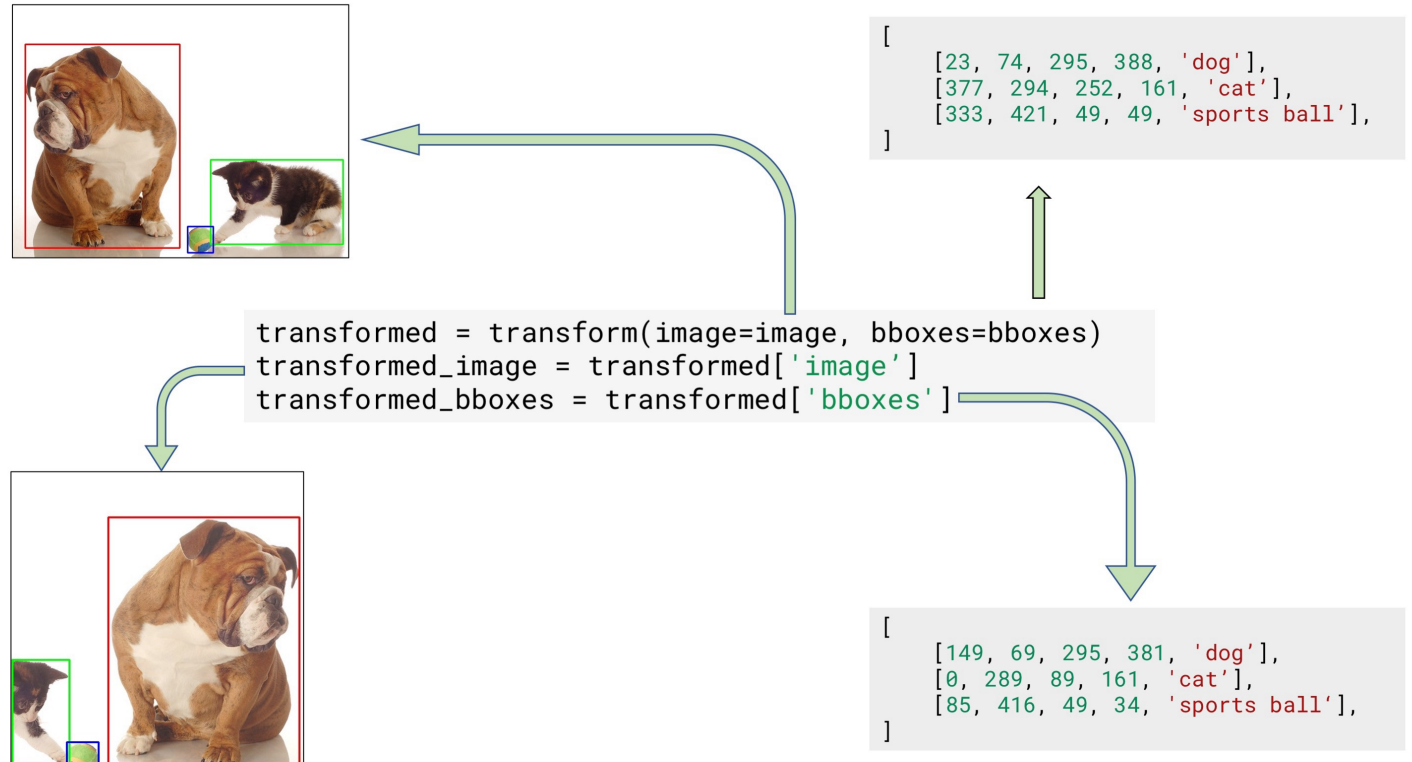 [
[23, 74, 295, 388, 'dog'],
[377, 294, 252, 161, 'cat’],
[333, 421, 49, 49, 'sports ball’],
]
transformed = transform(image=image, bboxes=bboxes)
transformed_image = transformed['image’]
transformed_bboxes = transformed['bboxes']
[
[149, 69, 295, 381, 'dog’],
[0, 289, 89, 161, 'cat’],
[85, 416, 49, 34, 'sports ball‘],
]